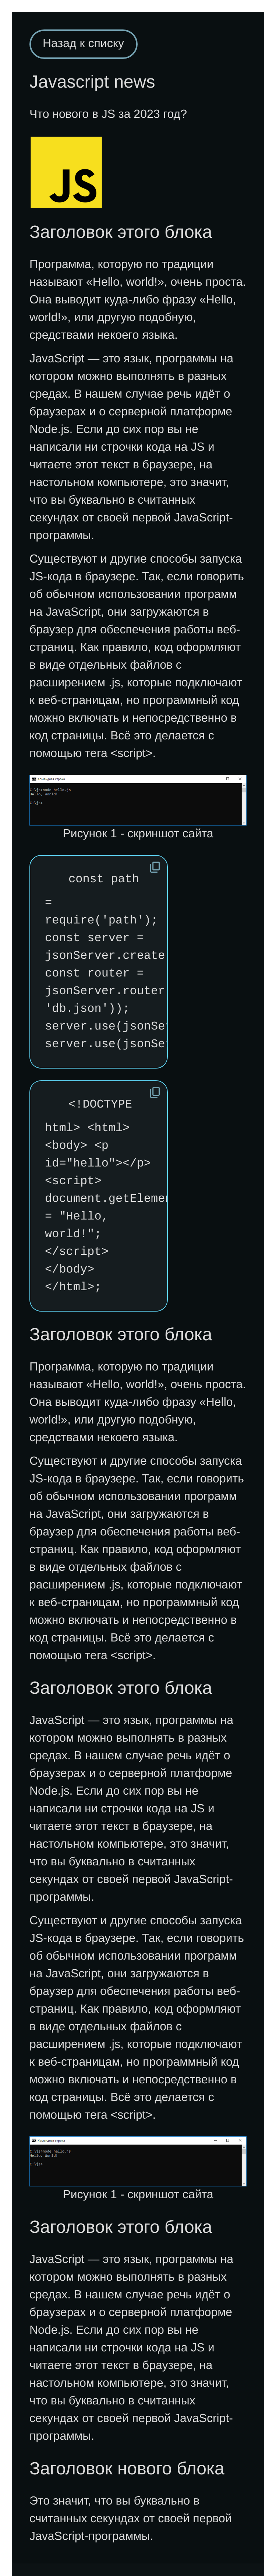 Назад к списку
Javascript news
Что нового в JS за 2023 год?
JS
Заголовок этого блока
Программа, которую по традиции
называют «Hello, world!», очень проста.
Она выводит куда-либо фразу «Hello,
world!», или другую подобную,
средствами некоего языка.
JavaScript — это язык, программы на
котором можно выполнять в разных
средах. В нашем случае речь идёт о
браузерах и о серверной платформе
Node.js. Если до сих пор вы не
написали ни строчки кода на JS и
читаете этот текст в браузере, на
настольном компьютере, это значит,
что вы буквально в считанных
секундах от своей первой JavaScript-
программы.
Существуют и другие способы запуска
JS-кода в браузере. Так, если говорить
об обычном использовании программ
на JavaScript, они загружаются в
браузер для обеспечения работы веб-
страниц. Как правило, код оформляют
в виде отдельных файлов с
расширением .js, которые подключают
к веб-страницам, но программный код
можно включать и непосредственно в
код страницы. Всё это делается с
помощью тега <script>.
Командная строка
C:\js>node hello.js
Hello, World!
C:\js>
Рисунок 1 - скриншот сайта
const path
=
require('path');
const server =
jsonServer.create
const router =
jsonServer.router
'db.json'));
server.use(jsonSe
server.use(jsonSe
<!DOCTYPE
html> <html>
<body> <p
id="hello"></p>
<script>
document.getElemen
= "Hello,
world!";
</script>
</body>
</html>;
Заголовок этого блока
Программа, которую по традиции
называют «Hello, world!», очень проста.
Она выводит куда-либо фразу «Hello,
world!», или другую подобную,
средствами некоего языка.
Существуют и другие способы запуска
JS-кода в браузере. Так, если говорить
об обычном использовании программ
на JavaScript, они загружаются в
браузер для обеспечения работы веб-
страниц. Как правило, код оформляют
в виде отдельных файлов с
расширением .js, которые подключают
к веб-страницам, но программный код
можно включать и непосредственно в
код страницы. Всё это делается с
помощью тега <script>.
Заголовок этого блока
JavaScript — это язык, программы на
котором можно выполнять в разных
средах. В нашем случае речь идёт о
браузерах и о серверной платформе
Node.js. Если до сих пор вы не
написали ни строчки кода на JS и
читаете этот текст в браузере, на
настольном компьютере, это значит,
что вы буквально в считанных
секундах от своей первой JavaScript-
программы.
Существуют и другие способы запуска
JS-кода в браузере. Так, если говорить
об обычном использовании программ
на JavaScript, они загружаются в
браузер для обеспечения работы веб-
страниц. Как правило, код оформляют
в виде отдельных файлов с
расширением .js, которые подключают
к веб-страницам, но программный код
можно включать и непосредственно в
код страницы. Всё это делается с
помощью тега <script>.
Командная строка
C:\js>node hello.js
Hello, World!
C:\js>
Рисунок 1 - скриншот сайта
Заголовок этого блока
JavaScript — это язык, программы на
котором можно выполнять в разных
средах. В нашем случае речь идёт о
браузерах и о серверной платформе
Node.js. Если до сих пор вы не
написали ни строчки кода на JS и
читаете этот текст в браузере, на
настольном компьютере, это значит,
что вы буквально в считанных
секундах от своей первой JavaScript-
программы.
Заголовок нового блока
Это значит, что вы буквально в
считанных секундах от своей первой
JavaScript-программы.